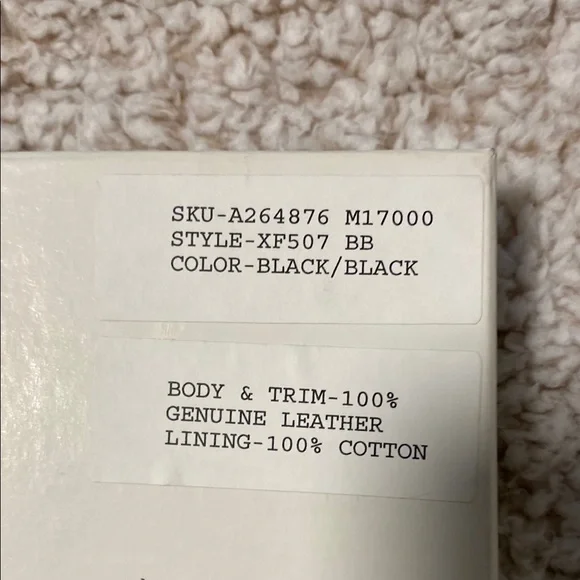 SKU-A264876 M17000
STYLE-XF507 BB
COLOR-BLACK/BLACK
BODY & TRIM-100%
GENUINE LEATHER
LINING-100% COTTON